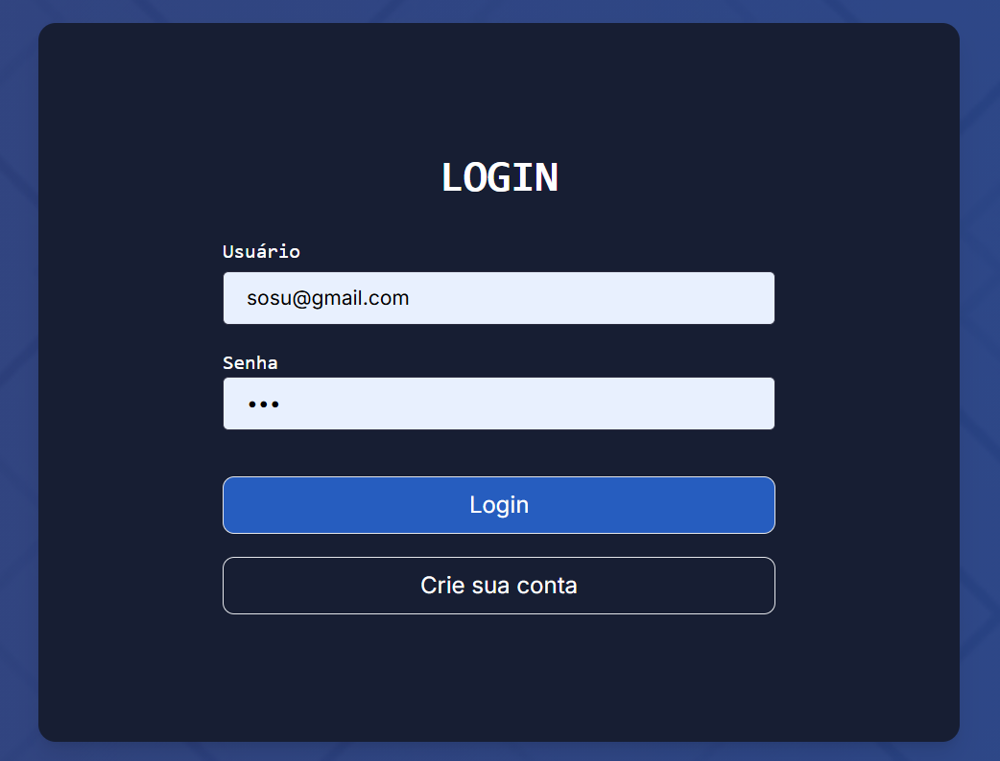 LOGIN
Usuário
sosu@gmail.com
Senha
•••
Login
Crie sua conta